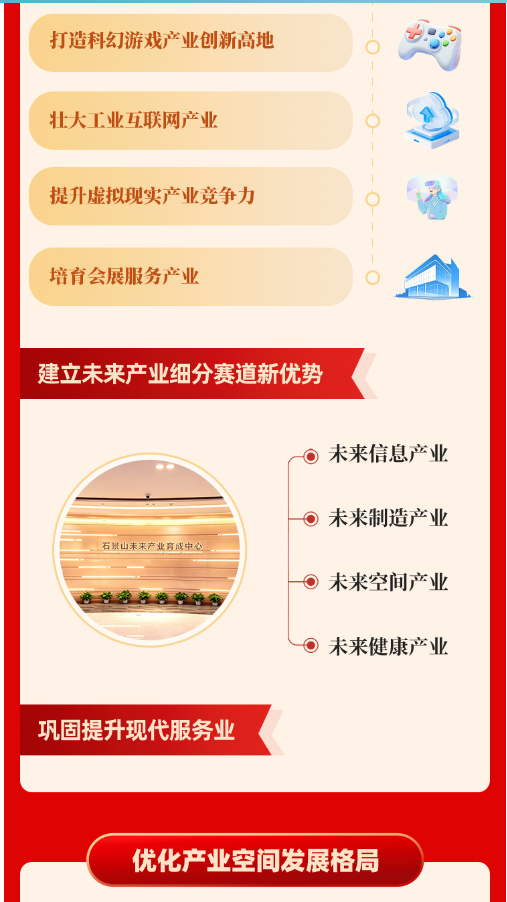 打造科幻游戏产业创新高地
壮大工业互联网产业
提升虚拟现实产业竞争力
培育会展服务产业
建立未来产业细分赛道新优势
未来信息产业
石景山未来产业育成中心
未来制造产业
未来空间产业
未来健康产业
巩固提升现代服务业
优化产业空间发展格局